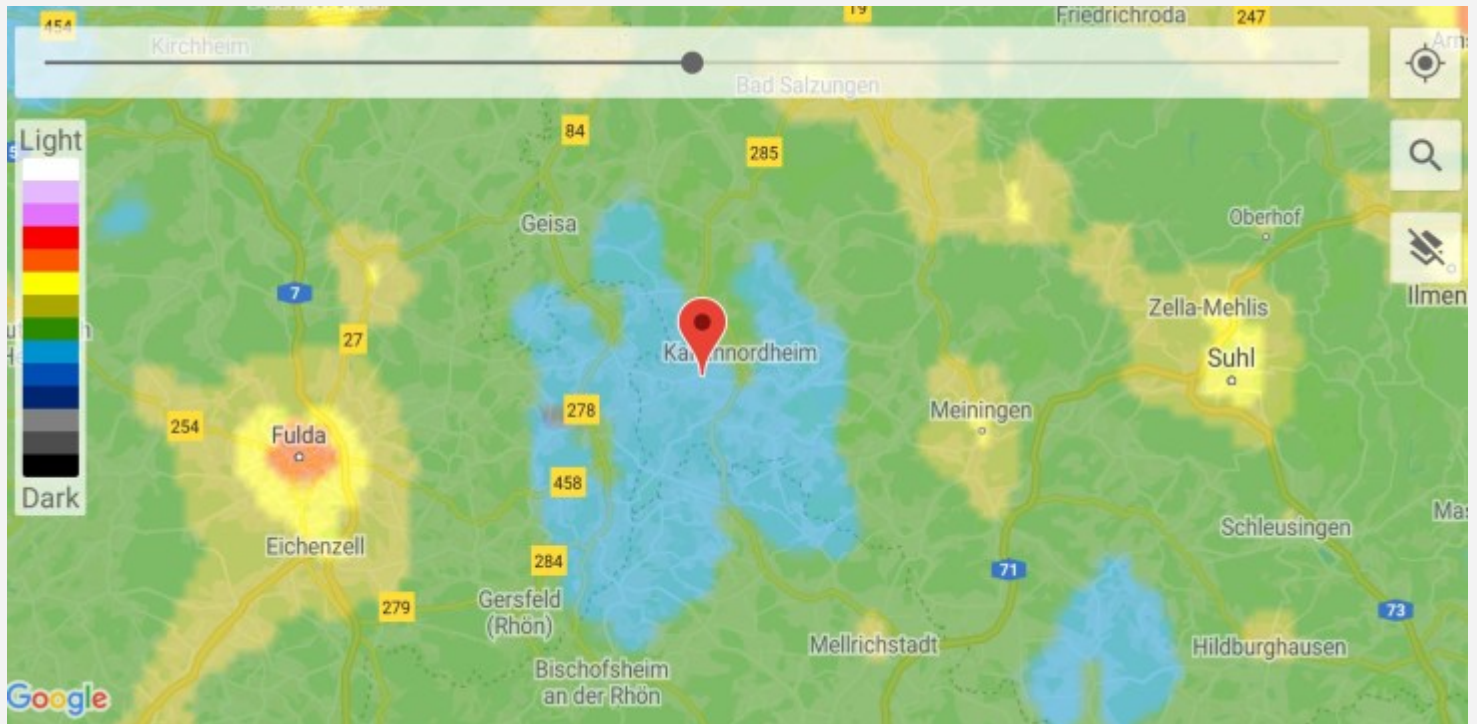 454
19
Friedrichroda
247
Kirchheim
Bad Salzungen
Light
84
285
Geisa
Oberhof
7
Ilmen
Zella-Mehlis
27
Suhl
Meiningen
254
278
Fulda
458
Dark
Schleusingen
Eichenzell
284
71
Gersfeld
(Rhön)
279
73
Mellrichstadt
Hildburghausen
Bischofsheim
an der Rhön
Google